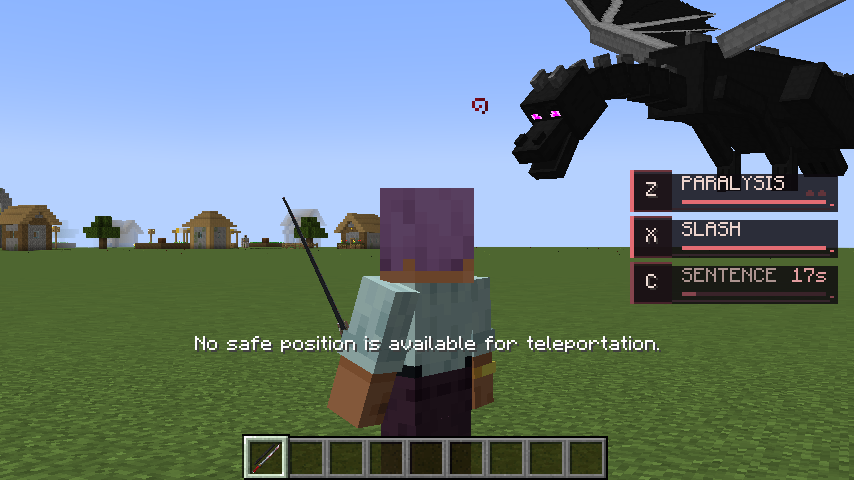 Z PARALYSIS
X SLASH
C SENTENCE 17s
No safe position is available for teleportation.